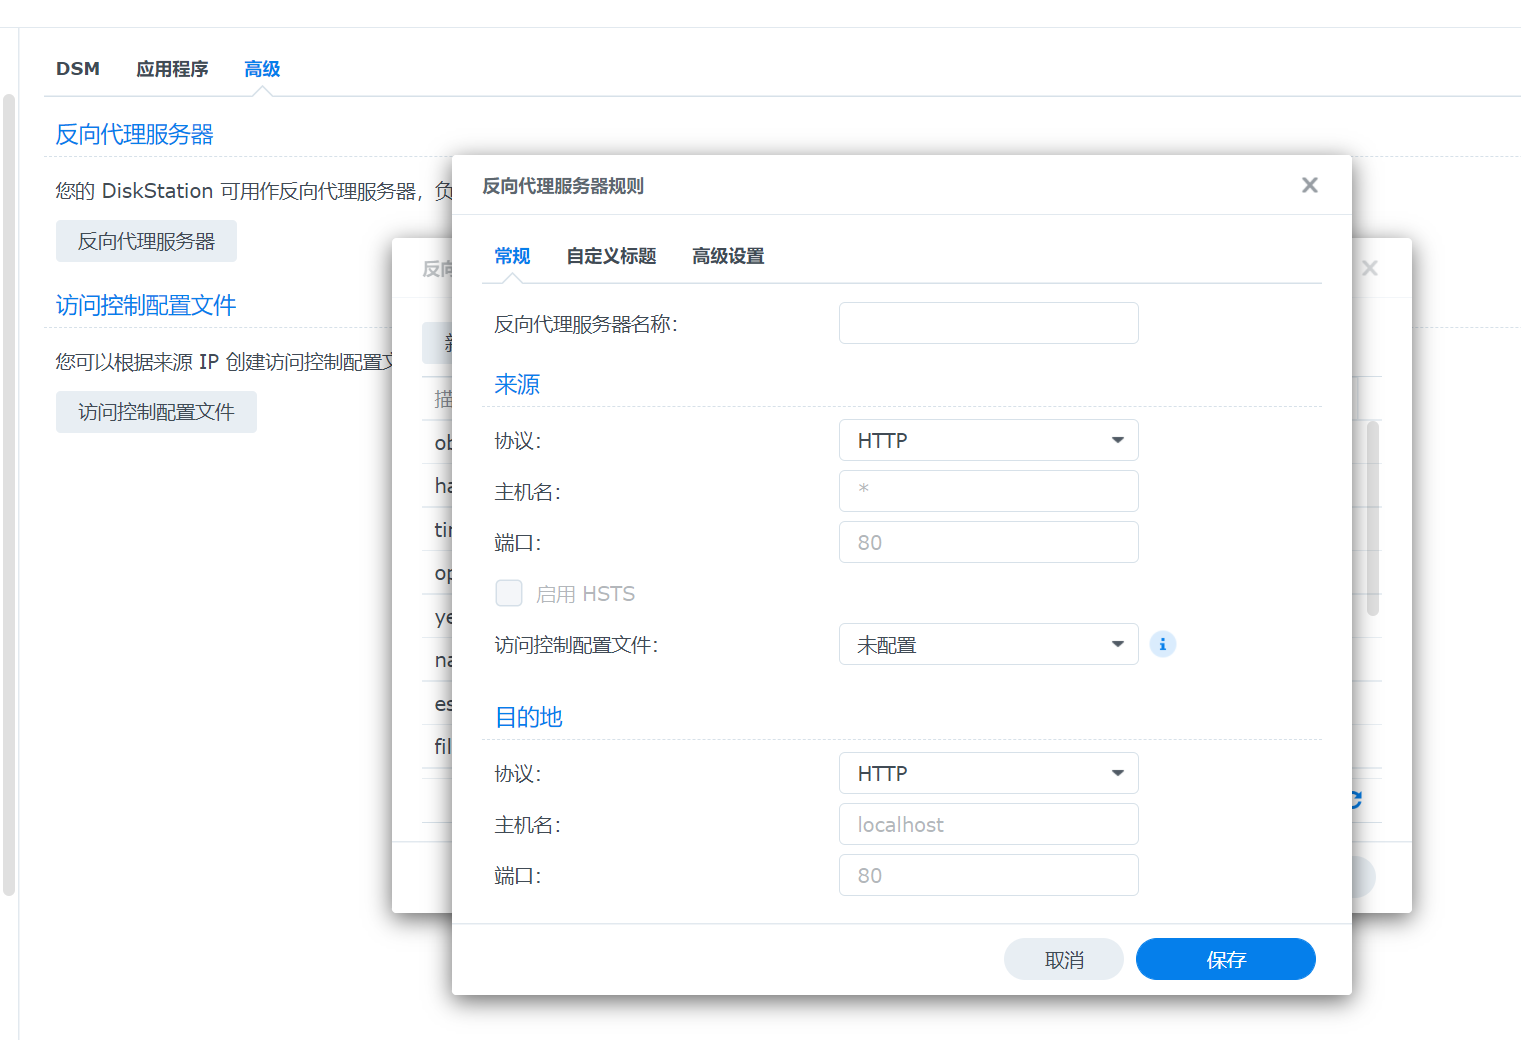 DSM 应用程序 高级
反向代理服务器
您的 DiskStation 可用作反向代理服务器，负
反向代理服务器
访问控制配置文件
您可以根据来源 IP 创建访问控制配置文
访问控制配置文件
反向
新
描
ob
ha
tin
op
ye
na
es
fil
反向代理服务器规则
常规 自定义标题 高级设置
反向代理服务器名称：
来源
协议： HTTP
主机名： *
端口： 80
启用 HSTS
访问控制配置文件： 未配置
目的地
协议： HTTP
主机名： localhost
端口： 80
取消 保存